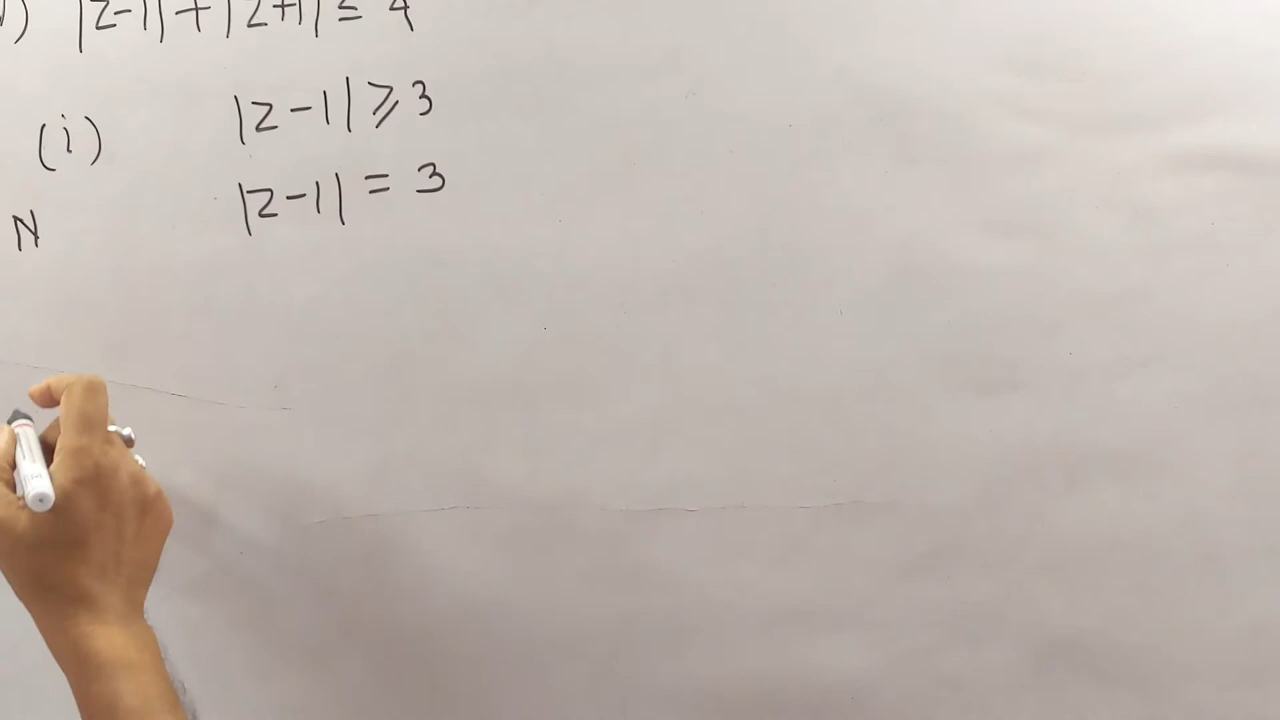 ) |z-1| + |z+1| ≤ 4
(i) |z-1| ⩾ 3
|z-1| = 3
N